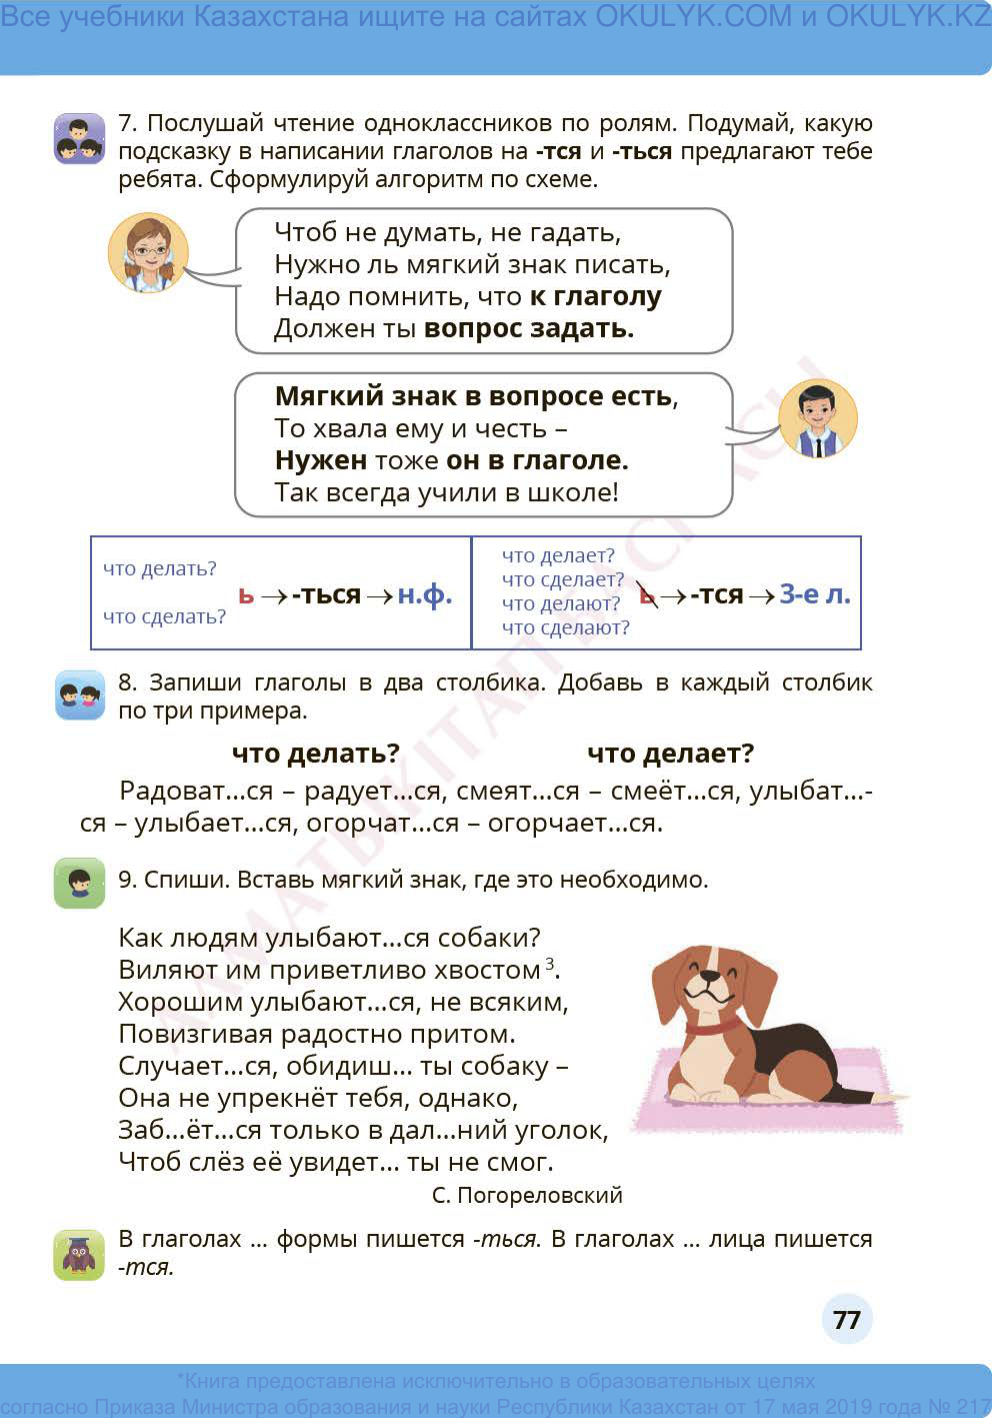 Все учебники Казахстана ищите на сайтах OKULYK.COM и OKULYK.KZ
7. Послушай чтение одноклассников по ролям. Подумай, какую
подсказку в написании глаголов на -тся и -ться предлагают тебе
ребята. Сформулируй алгоритм по схеме.
Чтоб не думать, не гадать,
Нужно ль мягкий знак писать,
Надо помнить, что к глаголу
Должен ты вопрос задать.
Мягкий знак в вопросе есть,
То хвала ему и честь –
Нужен тоже он в глаголе.
Так всегда учили в школе!
что делать?
что сделать?
ь → -ться → н.ф.
что делает?
что сделает?
что делают?
что сделают?
ь → -тся → 3-е л.
8. Запиши глаголы в два столбика. Добавь в каждый столбик
по три примера.
что делать? что делает?
Радоват...ся – радует...ся, смеят...ся – смеёт...ся, улыбат...-
ся – улыбает...ся, огорчат...ся – огорчает...ся.
9. Спиши. Вставь мягкий знак, где это необходимо.
Как людям улыбают...ся собаки?
Виляют им приветливо хвостом ³.
Хорошим улыбают...ся, не всяким,
Повизгивая радостно притом.
Случает...ся, обидиш... ты собаку –
Она не упрекнёт тебя, однако,
Заб...ёт...ся только в дал...ний уголок,
Чтоб слёз её увидет... ты не смог.
С. Погореловский
В глаголах ... формы пишется -ться. В глаголах ... лица пишется
-тся.
77
АЛМАТЫКІТАП БАСПАСЫ
*Книга предоставлена исключительно в образовательных целях
согласно Приказа Министра образования и науки Республики Казахстан от 17 мая 2019 года № 217